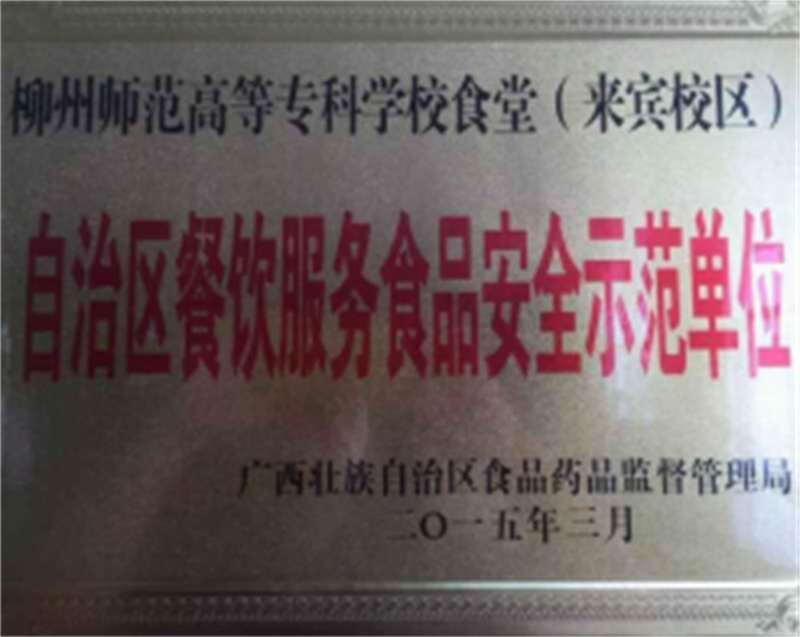 柳州师范高等专科学校食堂（来宾校区）
自治区餐饮服务食品安全示范单位
广西壮族自治区食品药品监督管理局
二〇一五年三月